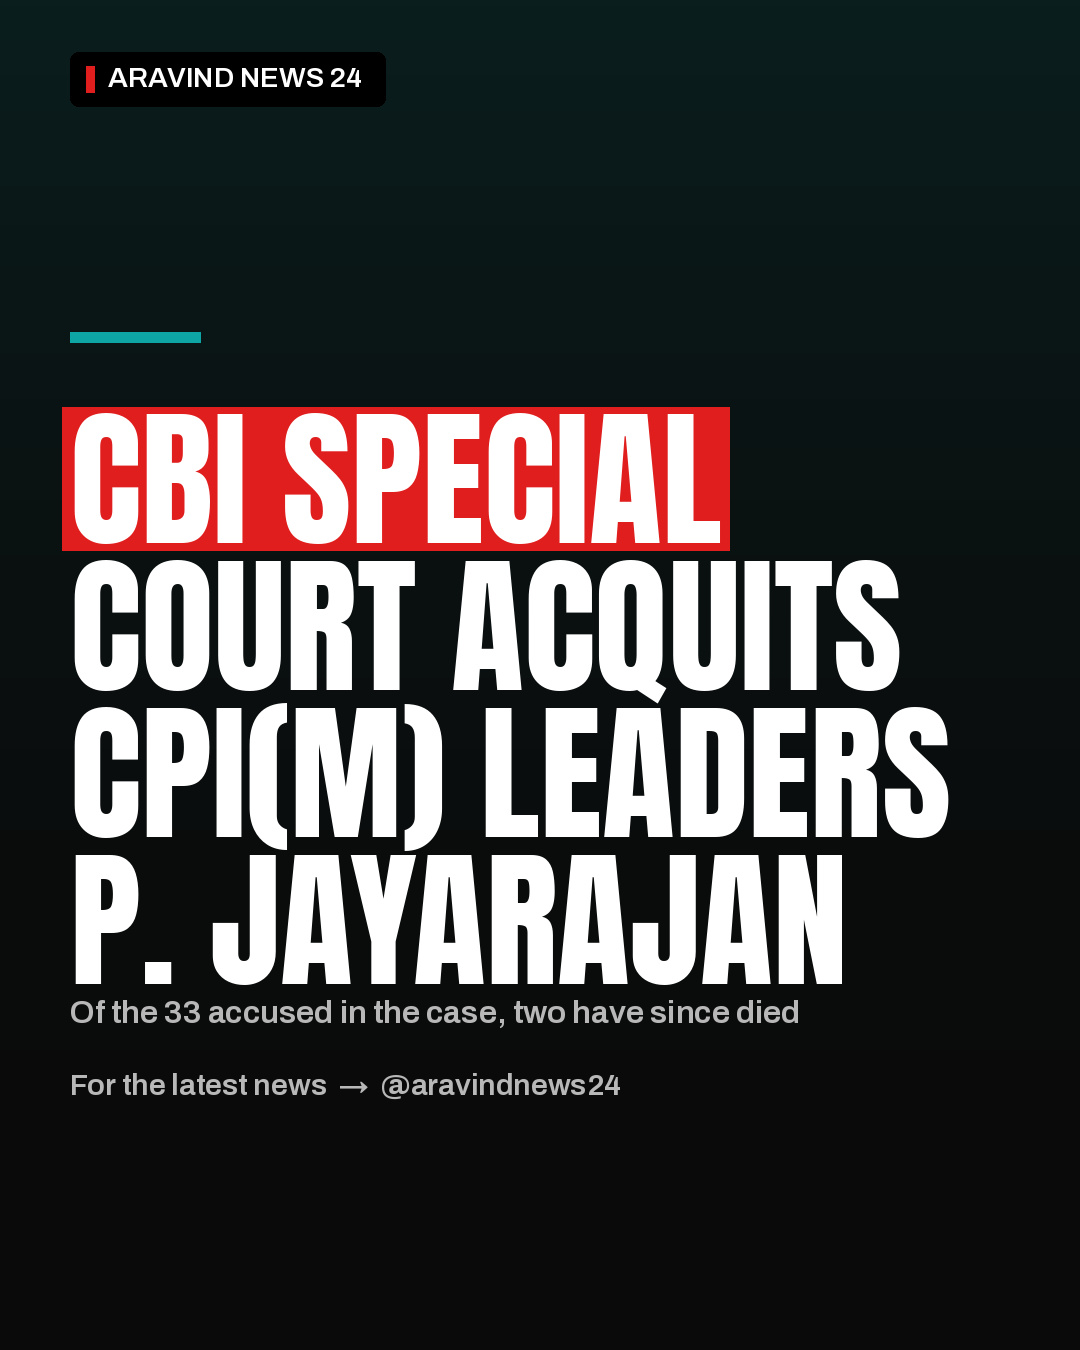 ARAVIND NEWS 24
CBI SPECIAL
COURT ACQUITS
CPI(M) LEADERS
P. JAYARAJAN
Of the 33 accused in the case, two have since died
For the latest news → @aravindnews24